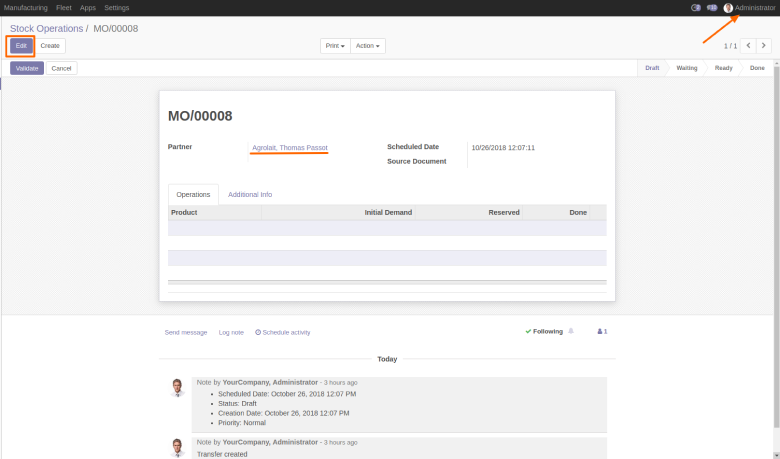 Manufacturing Fleet Apps Settings Administrator
Stock Operations / MO/00008
Edit Create Print Action 1 / 1
Validate Cancel Draft Waiting Ready Done
MO/00008
Partner Agrolait, Thomas Passot Scheduled Date 10/26/2018 12:07:11
Source Document
Operations Additional Info
Product Initial Demand Reserved Done
Send message Log note Schedule activity Following 1
Today
Note by YourCompany, Administrator - 3 hours ago
• Scheduled Date: October 26, 2018 12:07 PM
• Status: Draft
• Creation Date: October 26, 2018 12:07 PM
• Priority: Normal
Note by YourCompany, Administrator - 3 hours ago
Transfer created